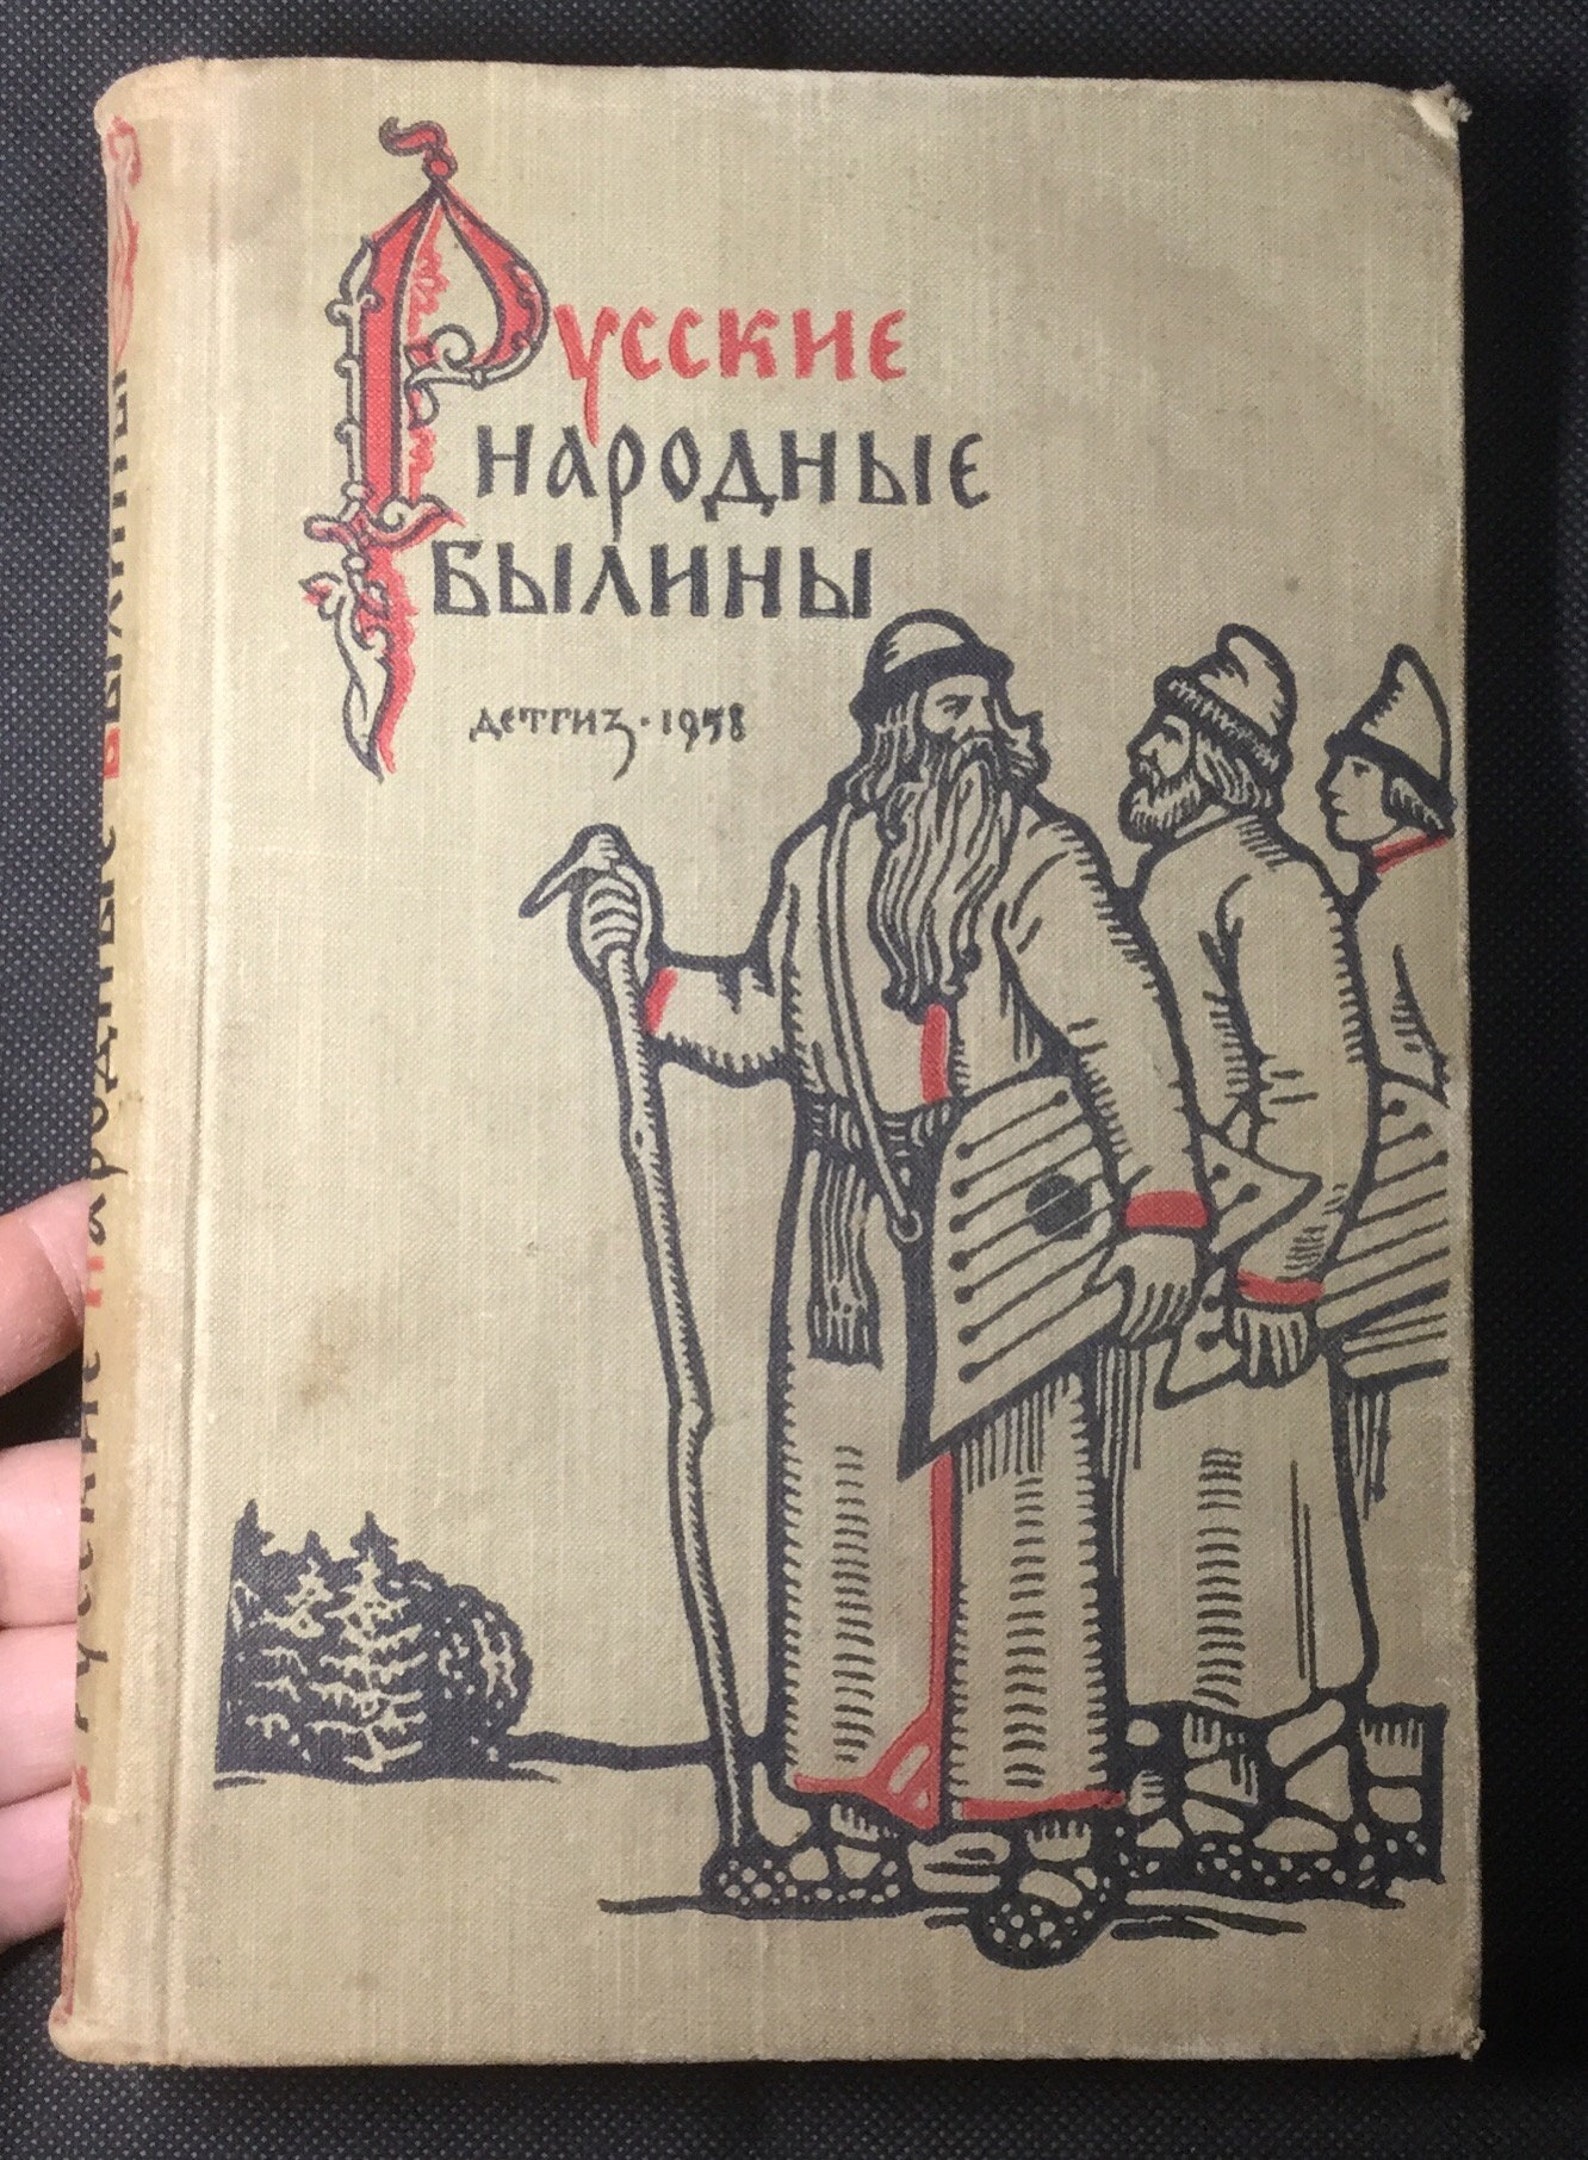 Русские
народные
былины
детгиз · 1958
Русские народные былины